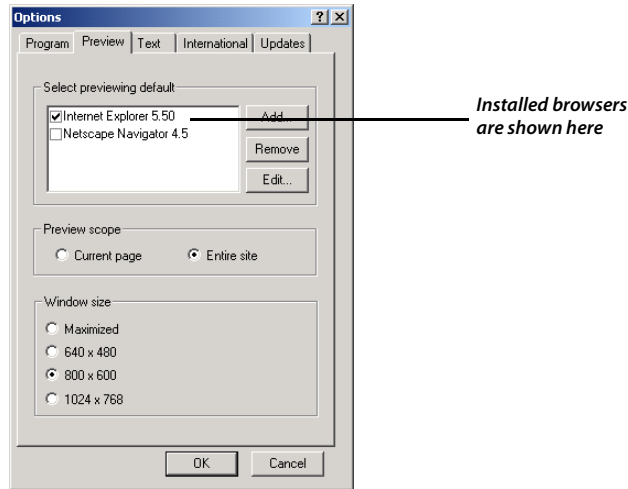 Options
Program Preview Text International Updates
Select previewing default
Internet Explorer 5.50
Netscape Navigator 4.5
Add...
Remove
Edit...
Installed browsers
are shown here
Preview scope
Current page Entire site
Window size
Maximized
640 x 480
800 x 600
1024 x 768
OK Cancel